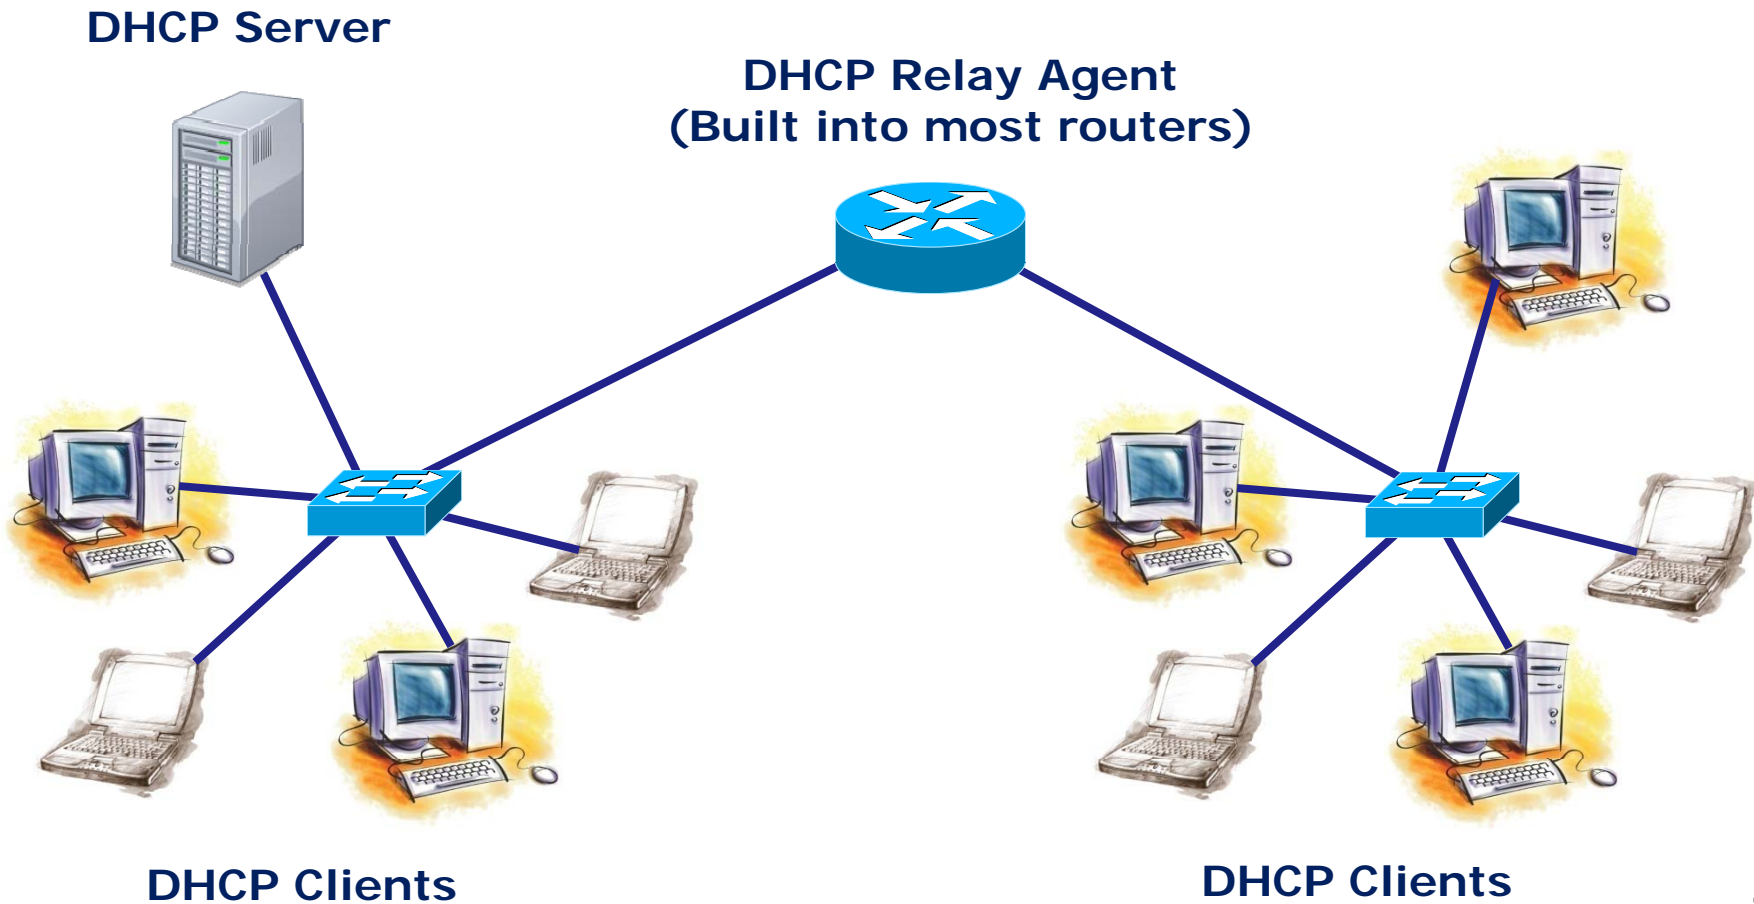 DHCP Server
DHCP Relay Agent
(Built into most routers)
DHCP Clients
DHCP Clients